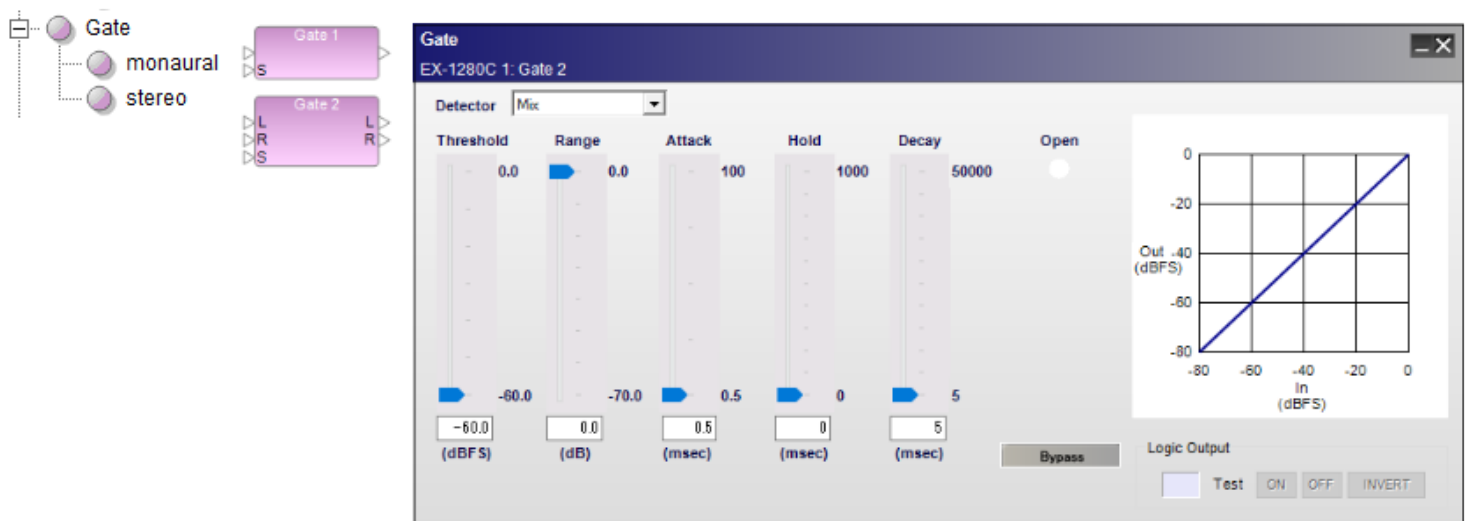 Gate
monaural
stereo
Gate 1
S
Gate 2
L L
R R
S
Gate
EX-1280C 1: Gate 2
Detector Mix
Threshold Range Attack Hold Decay Open
0.0 0.0 100 1000 50000
-60.0 -70.0 0.5 0 5
-60.0 0.0 0.5 0 5
(dBFS) (dB) (msec) (msec) (msec)
Bypass
0
-20
Out -40
(dBFS)
-60
-80
-80 -60 -40 -20 0
In
(dBFS)
Logic Output
Test ON OFF INVERT